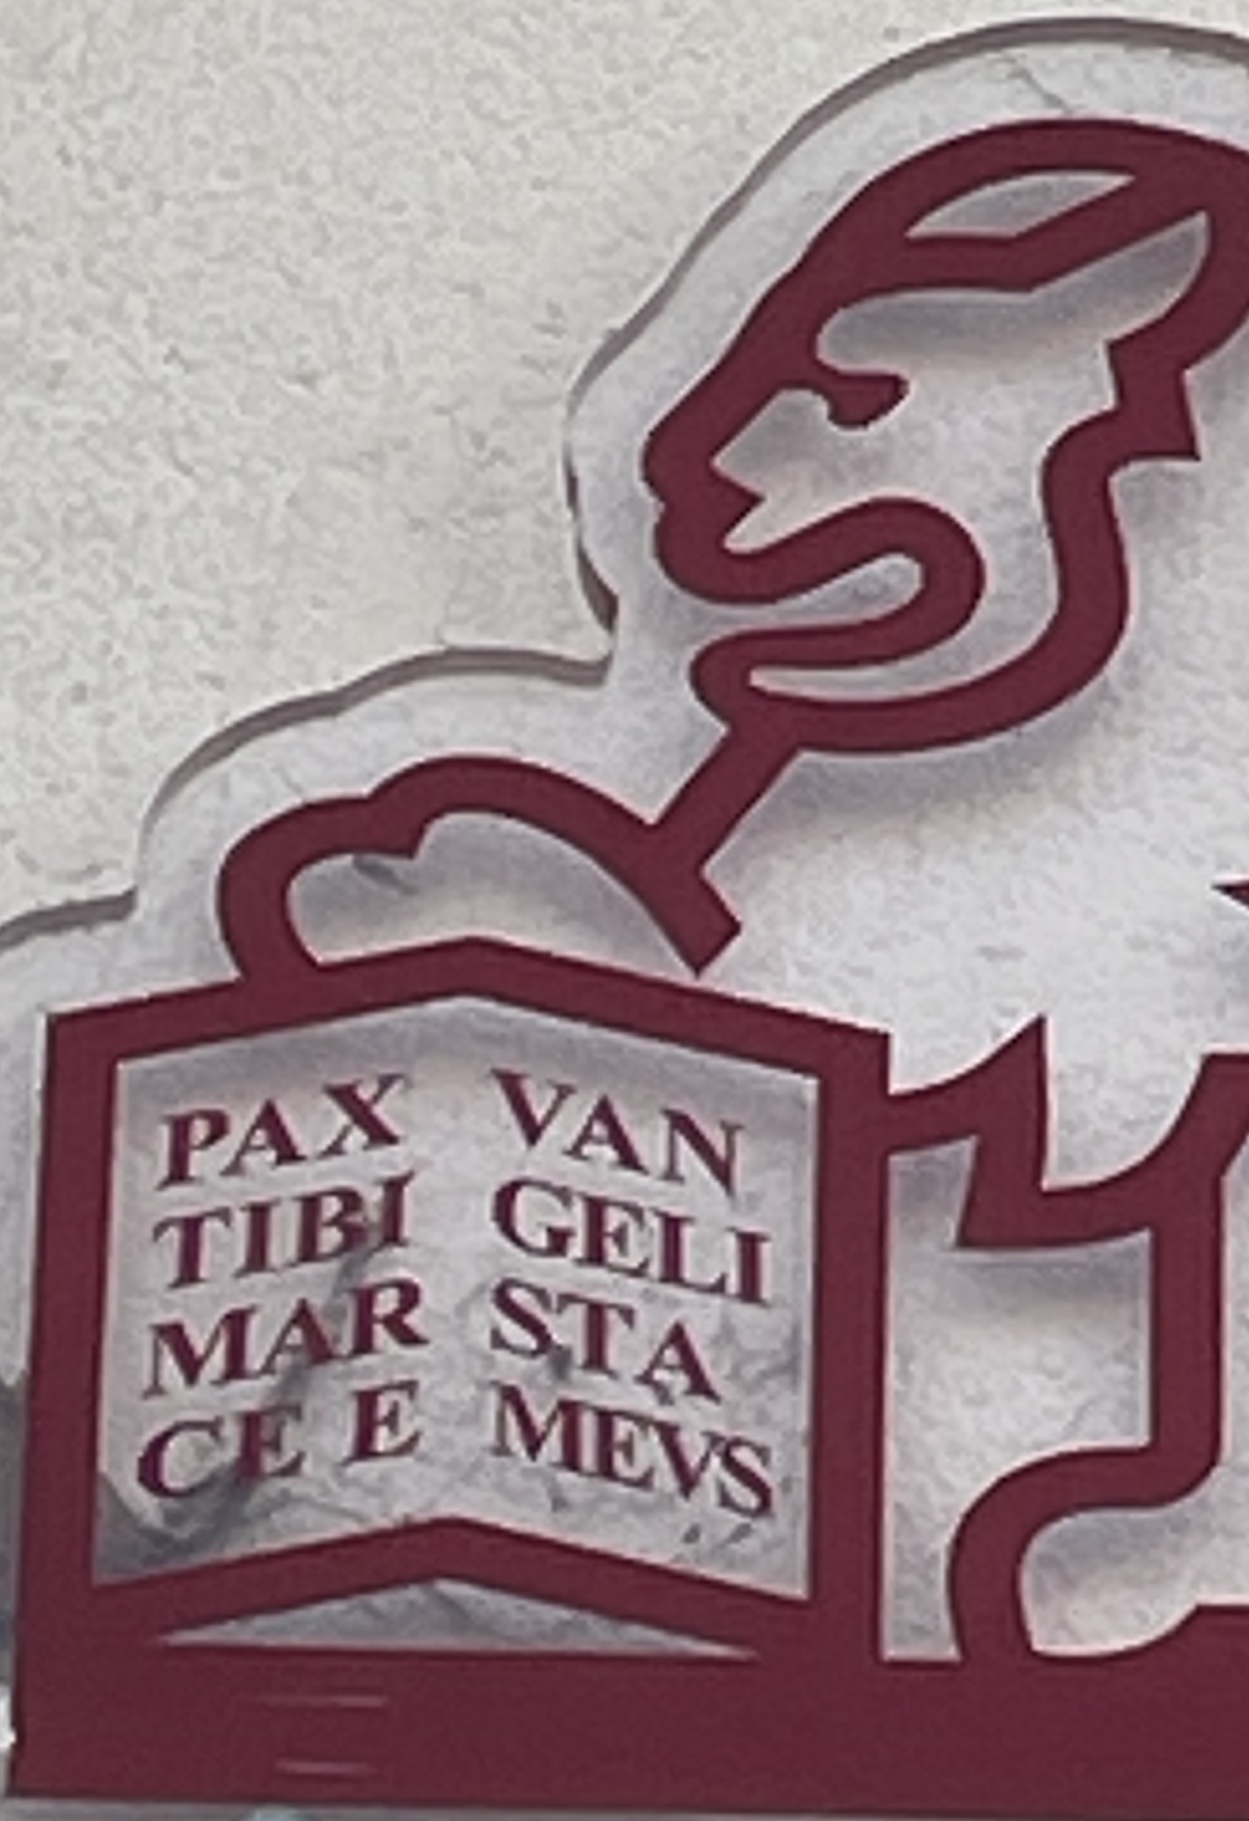 PAX
TIBI
MAR
CE E
VAN
GELI
STA
MEVS